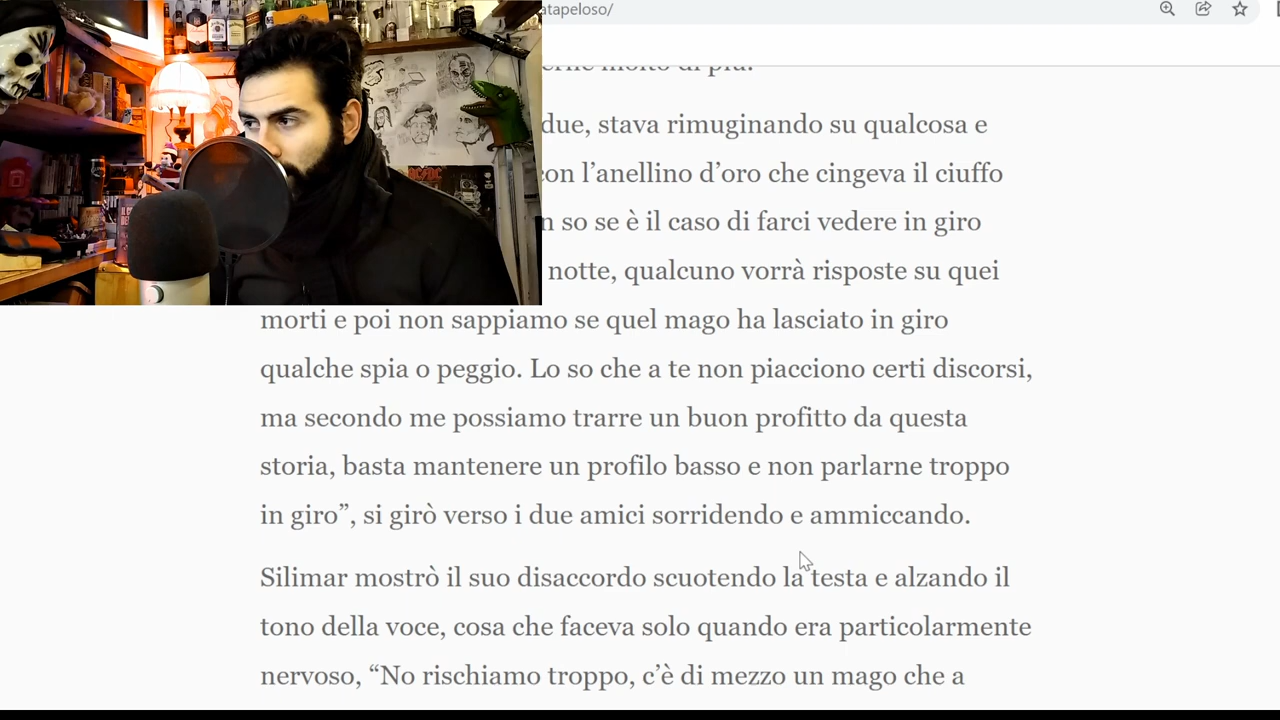 atapeloso/
due, stava rimuginando su qualcosa e
con l’anellino d’oro che cingeva il ciuffo
so se è il caso di farci vedere in giro
notte, qualcuno vorrà risposte su quei
morti e poi non sappiamo se quel mago ha lasciato in giro
qualche spia o peggio. Lo so che a te non piacciono certi discorsi,
ma secondo me possiamo trarre un buon profitto da questa
storia, basta mantenere un profilo basso e non parlarne troppo
in giro”, si girò verso i due amici sorridendo e ammiccando.
Silimar mostrò il suo disaccordo scuotendo la testa e alzando il
tono della voce, cosa che faceva solo quando era particolarmente
nervoso, “No rischiamo troppo, c’è di mezzo un mago che a